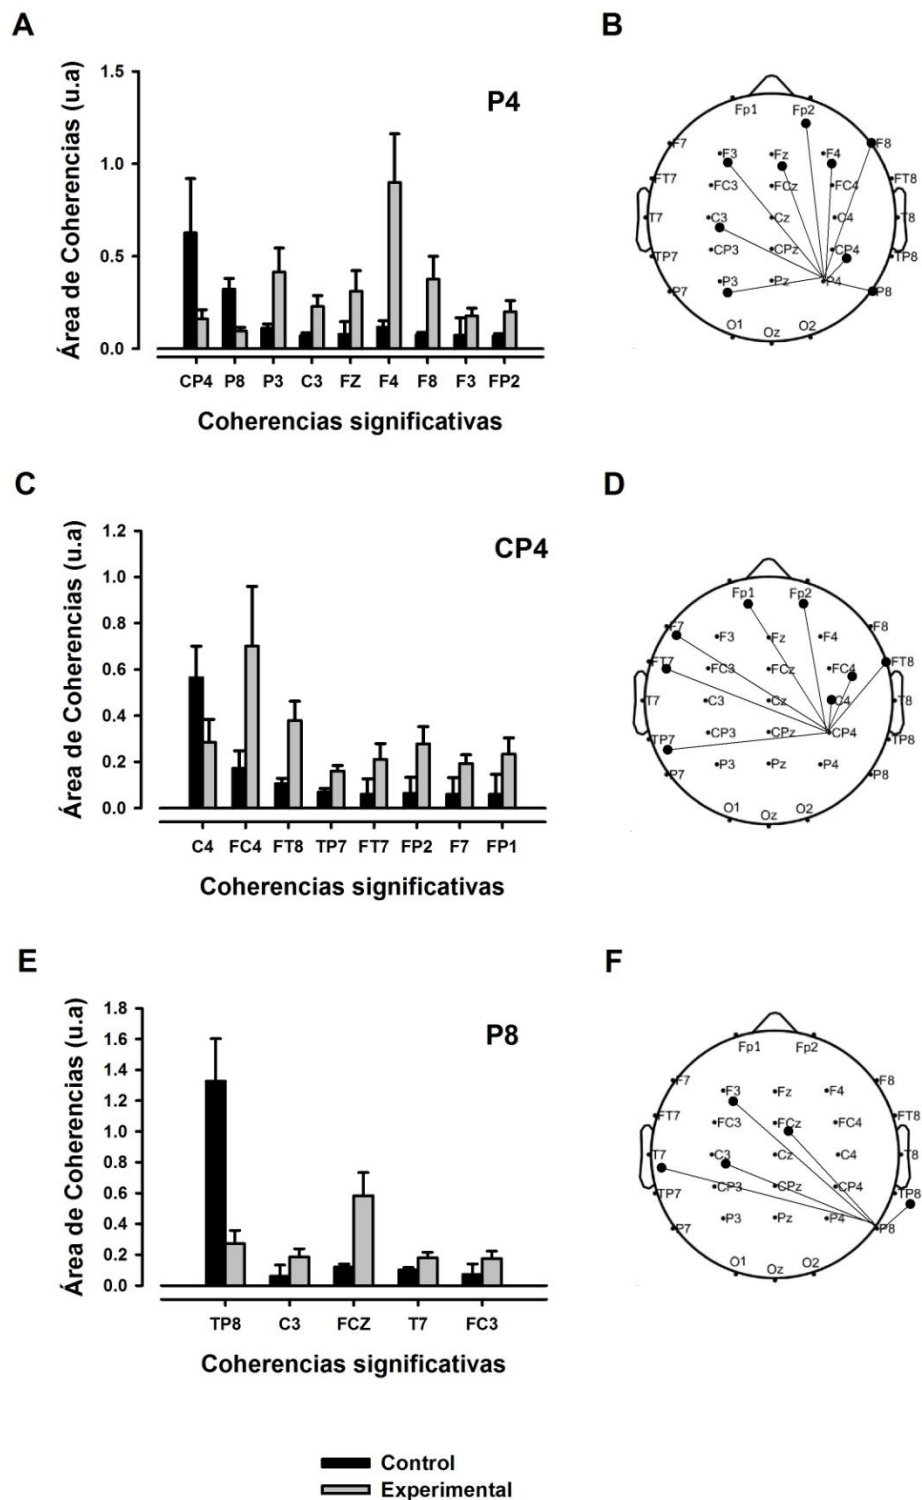 A
B
Área de Coherencias (u.a)
1.5
1.0
0.5
0.0
P4
CP4 P8 P3 C3 FZ F4 F8 F3 FP2
Coherencias significativas
Fp1 Fp2
F7 F3 Fz F4 F8
FT7 FC3 FCz FC4 FT8
T7 C3 Cz C4 T8
TP7 CP3 CPz CP4 TP8
P7 P3 Pz P4 P8
O1 Oz O2
C
D
Área de Coherencias (u.a)
1.2
1.0
0.8
0.6
0.4
0.2
0.0
CP4
C4 FC4 FT8 TP7 FT7 FP2 F7 FP1
Coherencias significativas
Fp1 Fp2
F7 F3 Fz F4 F8
FT7 FC3 FCz FC4 FT8
T7 C3 Cz C4 T8
TP7 CP3 CPz CP4 TP8
P7 P3 Pz P4 P8
O1 Oz O2
E
F
Área de Coherencias (u.a)
1.8
1.6
1.4
1.2
1.0
0.8
0.6
0.4
0.2
0.0
P8
TP8 C3 FCZ T7 FC3
Coherencias significativas
Fp1 Fp2
F7 F3 Fz F4 F8
FT7 FC3 FCz FC4 FT8
T7 C3 Cz C4 T8
TP7 CP3 CPz CP4 TP8
P7 P3 Pz P4 P8
O1 Oz O2
Control
Experimental